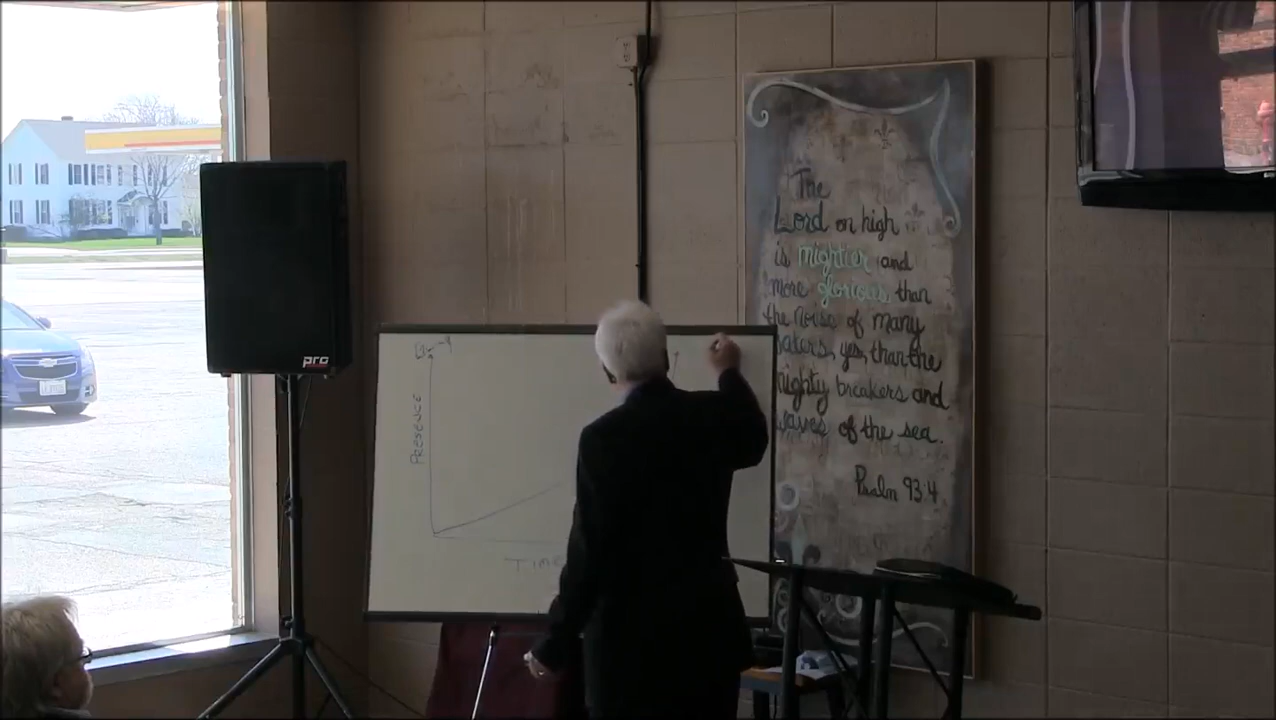 pro
PRESENCE
TIME
The
Lord on high
is mightier and
more glorious than
the noise of many
waters, yes, than the
mighty breakers and
waves of the sea.
Psalm 93:4